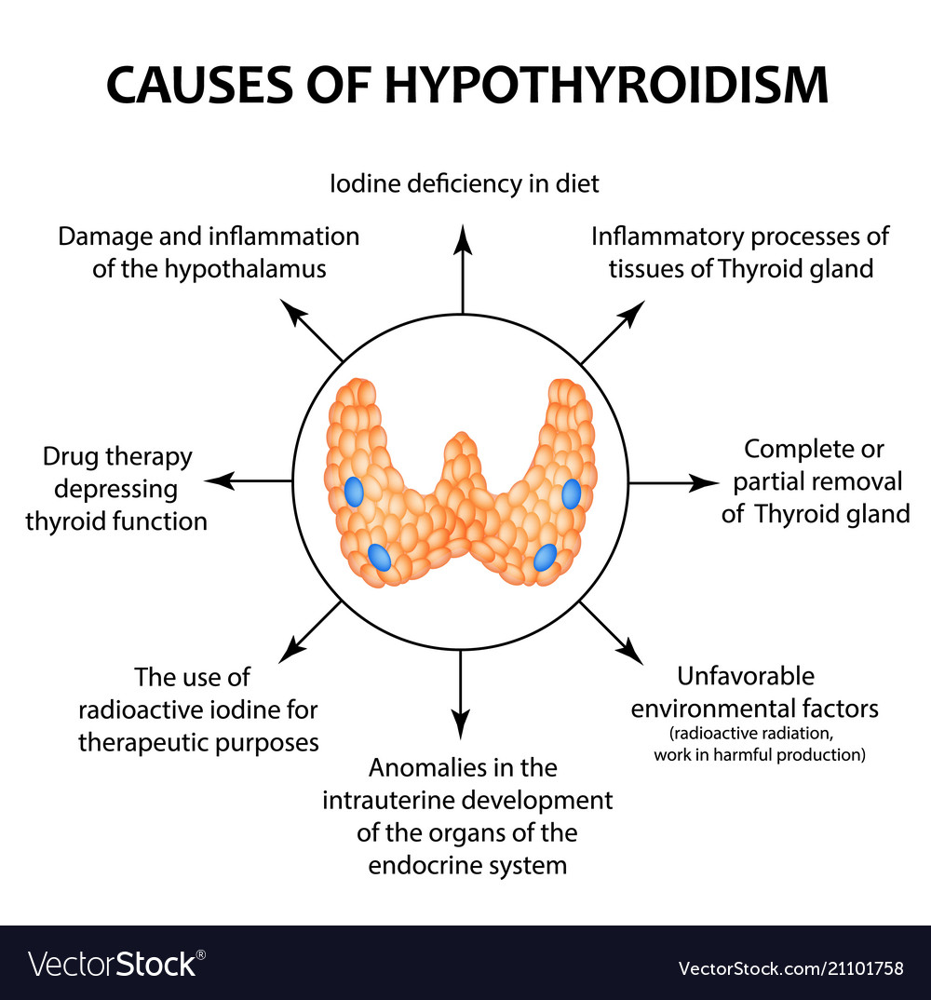 CAUSES OF HYPOTHYROIDISM
Iodine deficiency in diet
Damage and inflammation
of the hypothalamus
Inflammatory processes of
tissues of Thyroid gland
Drug therapy
depressing
thyroid function
Complete or
partial removal
of Thyroid gland
The use of
radioactive iodine for
therapeutic purposes
Unfavorable
environmental factors
(radioactive radiation,
work in harmful production)
Anomalies in the
intrauterine development
of the organs of the
endocrine system
VectorStock®
VectorStock.com/21101758